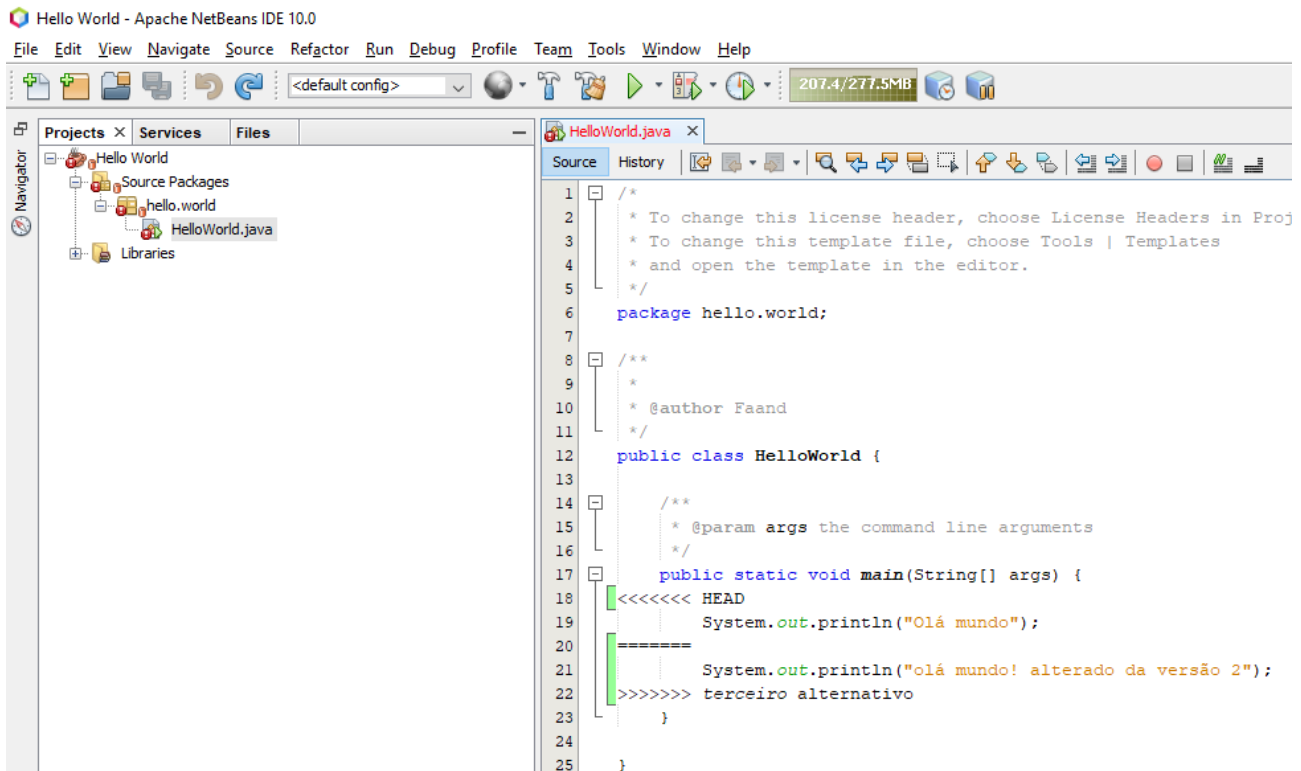 Hello World - Apache NetBeans IDE 10.0
File Edit View Navigate Source Refactor Run Debug Profile Team Tools Window Help
<default config> 207.4/277.5MB
Projects Services Files
HelloWorld.java
Navigator
Hello World
Source Packages
hello.world
HelloWorld.java
Libraries
Source History
1 /*
2 * To change this license header, choose License Headers in Proj
3 * To change this template file, choose Tools | Templates
4 * and open the template in the editor.
5 */
6 package hello.world;
7
8 /**
9 *
10 * @author Faand
11 */
12 public class HelloWorld {
13
14 /**
15 * @param args the command line arguments
16 */
17 public static void main(String[] args) {
18 <<<<<<< HEAD
19 System.out.println("Olá mundo");
20 =======
21 System.out.println("olá mundo! alterado da versão 2");
22 >>>>>>> terceiro alternativo
23 }
24
25 }